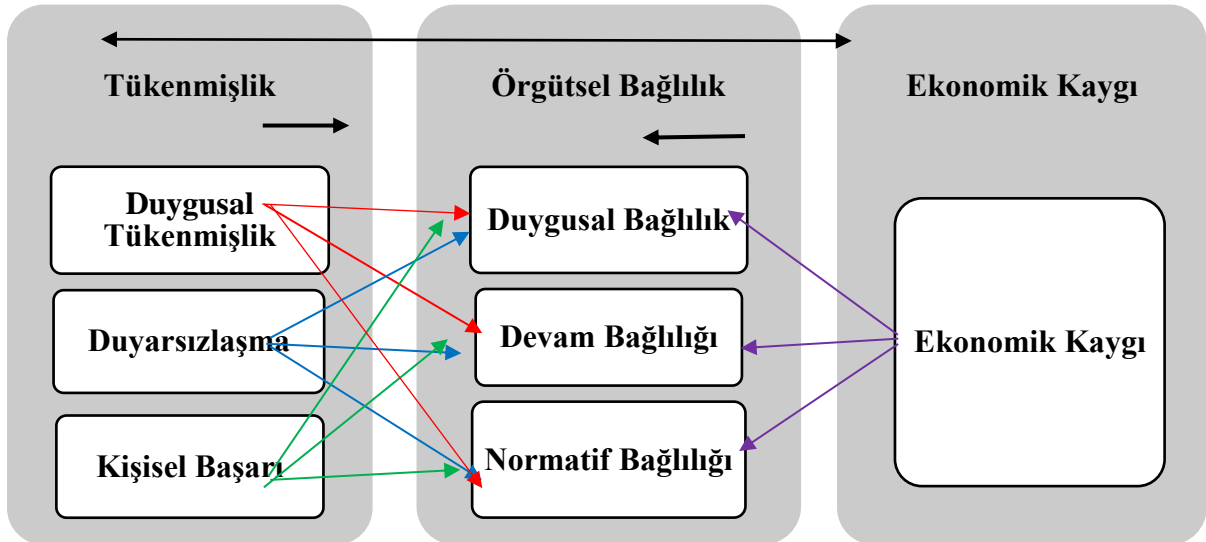 Tükenmişlik
Örgütsel Bağlılık
Ekonomik Kaygı
Duygusal
Tükenmişlik
Duyarsızlaşma
Kişisel Başarı
Duygusal Bağlılık
Devam Bağlılığı
Normatif Bağlılığı
Ekonomik Kaygı